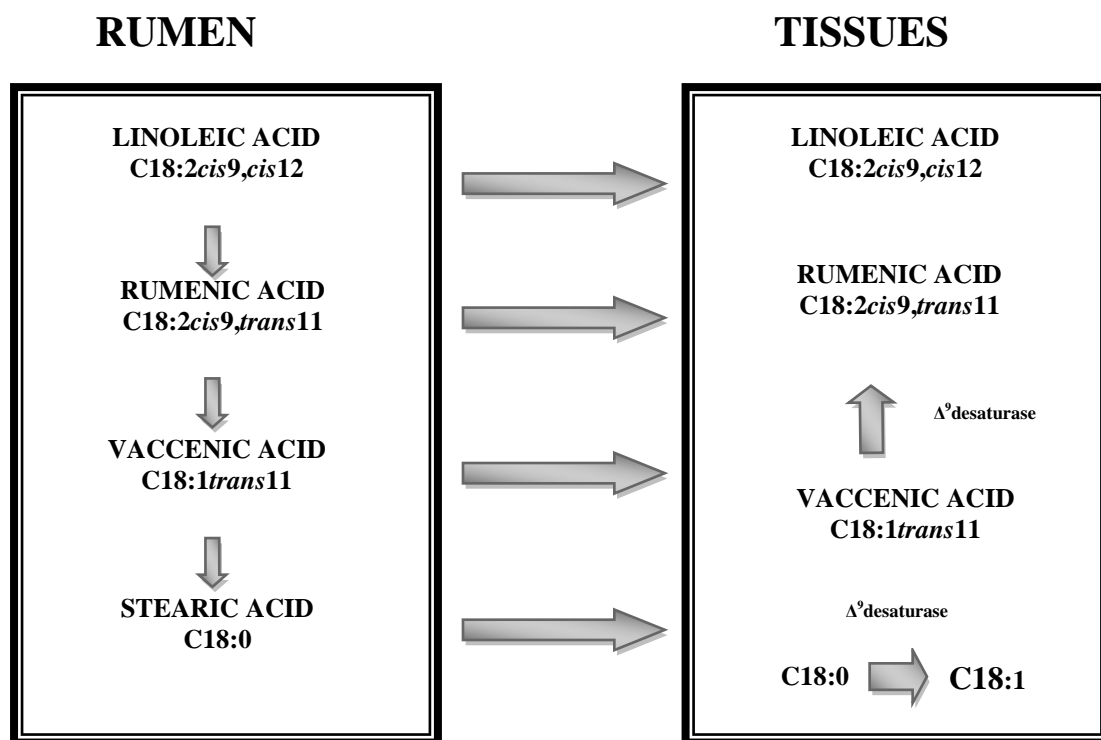 RUMEN
LINOLEIC ACID
C18:2cis9,cis12
RUMENIC ACID
C18:2cis9,trans11
VACCENIC ACID
C18:1trans11
STEARIC ACID
C18:0
TISSUES
LINOLEIC ACID
C18:2cis9,cis12
RUMENIC ACID
C18:2cis9,trans11
Δ⁹desaturase
VACCENIC ACID
C18:1trans11
Δ⁹desaturase
C18:0 C18:1